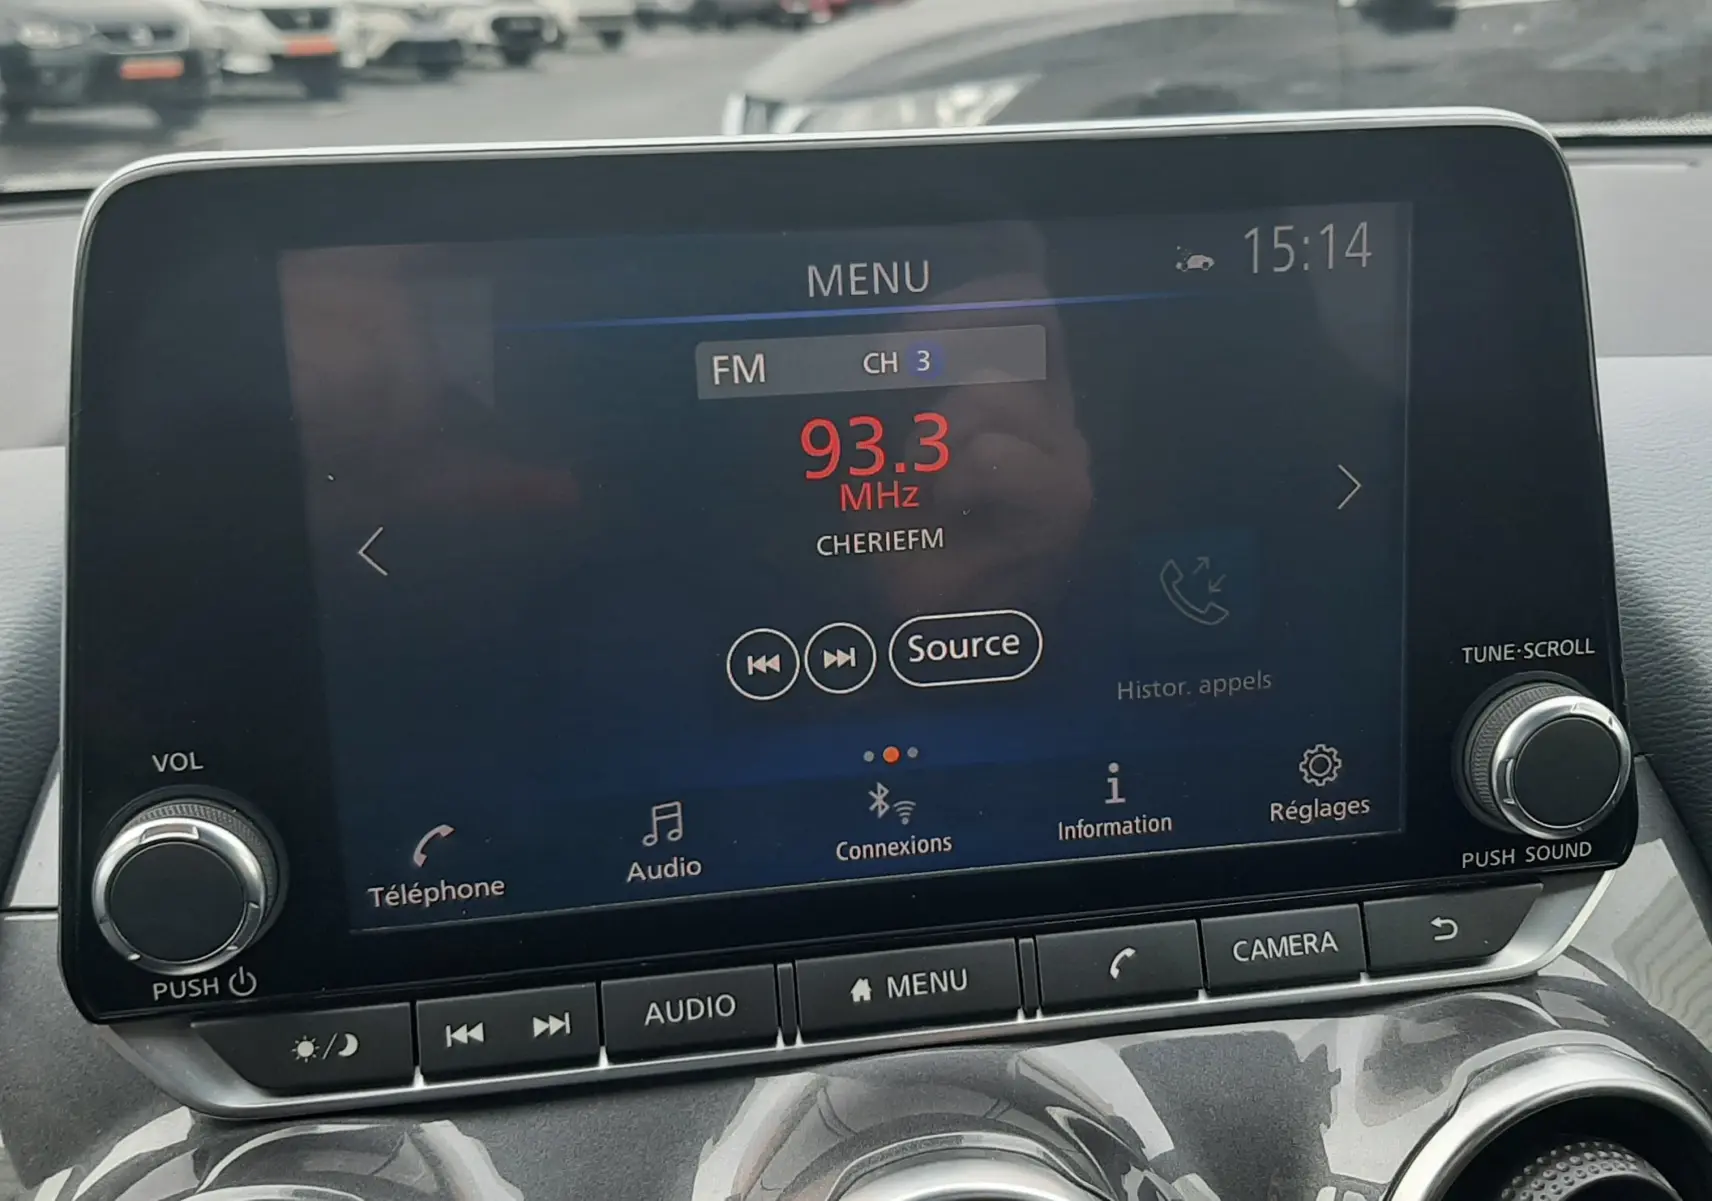 MENU
15:14
FM CH 3
93.3
MHz
CHERIEFM
Source
Histor. appels
Téléphone
Audio
Connexions
Information
Réglages
VOL
PUSH
TUNE·SCROLL
PUSH SOUND
AUDIO
MENU
CAMERA